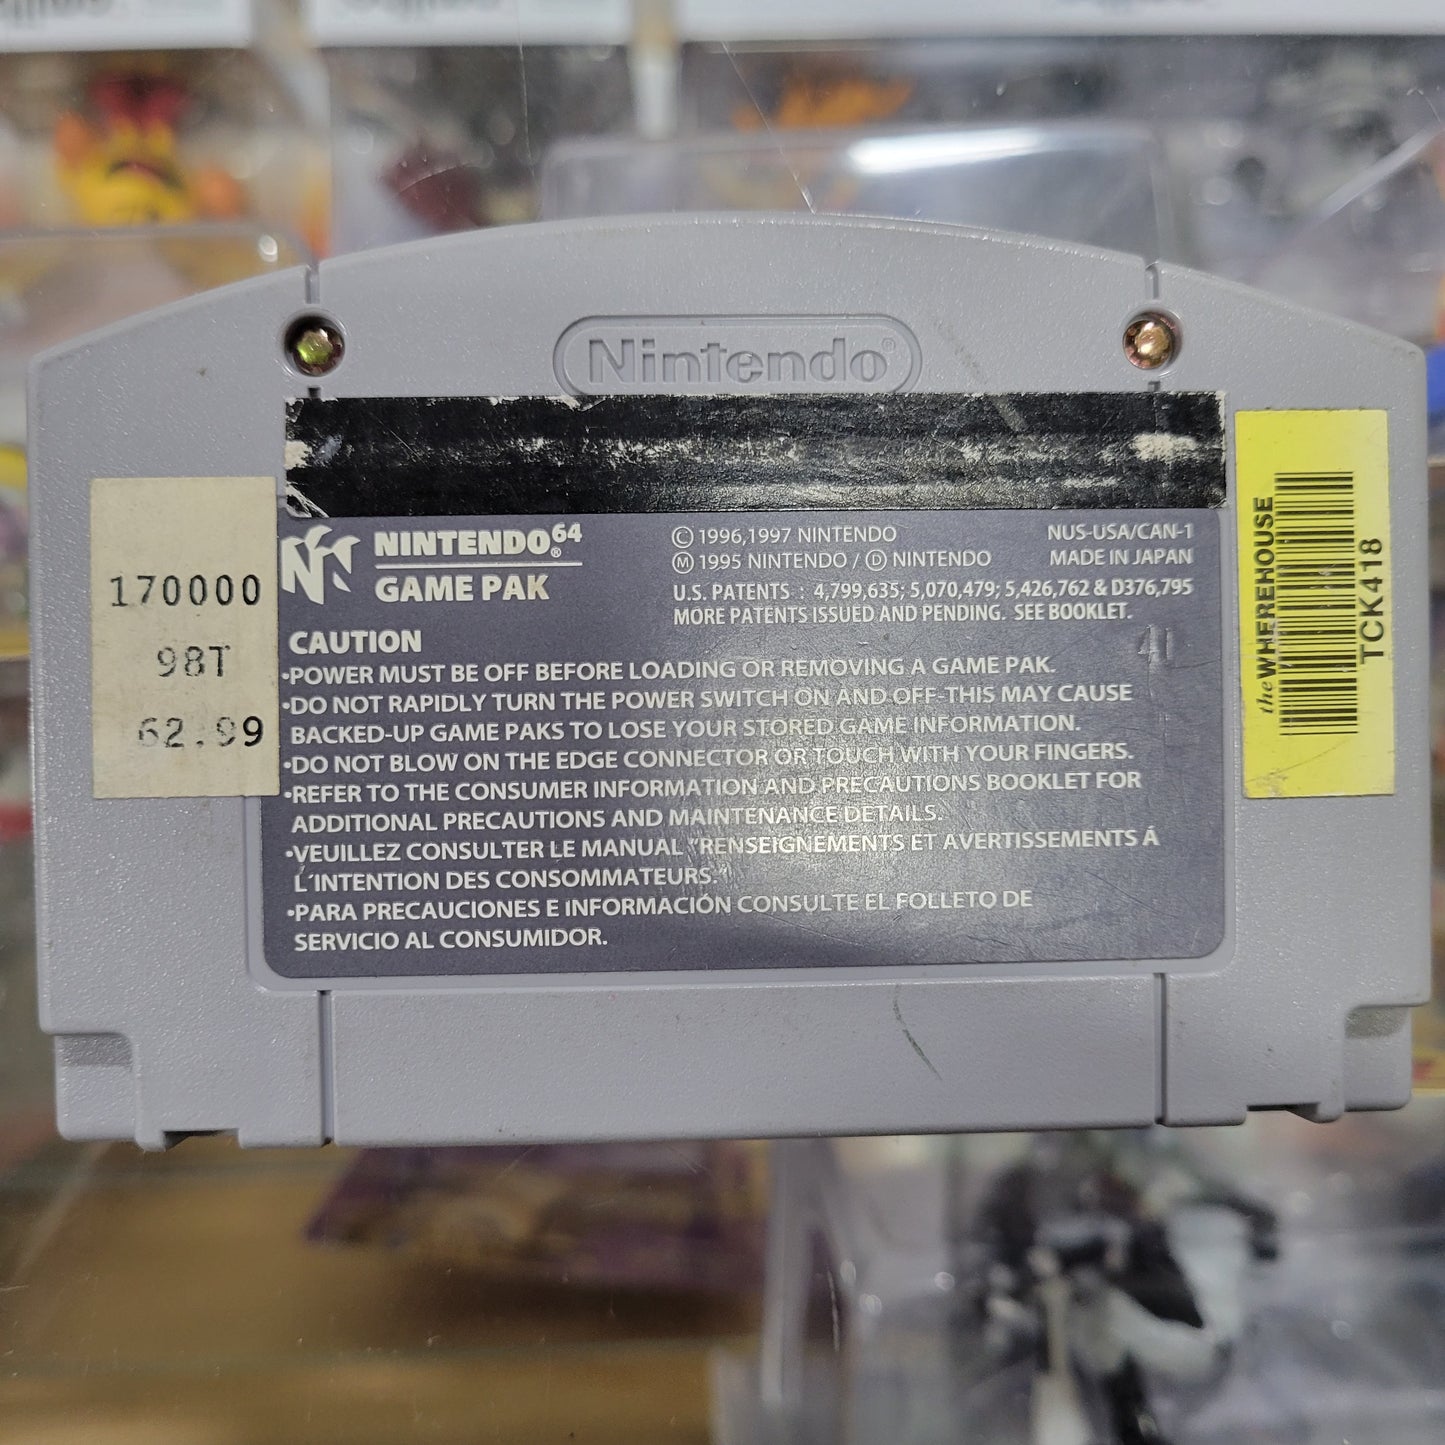 Nintendo®
170000
98T
62.99
NINTENDO64®
GAME PAK
© 1996,1997 NINTENDO
Ⓜ 1995 NINTENDO / Ⓓ NINTENDO
U.S. PATENTS : 4,799,635; 5,070,479; 5,426,762 & D376,795
MORE PATENTS ISSUED AND PENDING. SEE BOOKLET.
NUS-USA/CAN-1
MADE IN JAPAN
CAUTION
•POWER MUST BE OFF BEFORE LOADING OR REMOVING A GAME PAK.
•DO NOT RAPIDLY TURN THE POWER SWITCH ON AND OFF-THIS MAY CAUSE
BACKED-UP GAME PAKS TO LOSE YOUR STORED GAME INFORMATION.
•DO NOT BLOW ON THE EDGE CONNECTOR OR TOUCH WITH YOUR FINGERS.
•REFER TO THE CONSUMER INFORMATION AND PRECAUTIONS BOOKLET FOR
ADDITIONAL PRECAUTIONS AND MAINTENANCE DETAILS.
•VEUILLEZ CONSULTER LE MANUAL "RENSEIGNEMENTS ET AVERTISSEMENTS Á
L'INTENTION DES CONSOMMATEURS."
•PARA PRECAUCIONES E INFORMACIÓN CONSULTE EL FOLLETO DE
SERVICIO AL CONSUMIDOR.
the WHEREHOUSE
TCK418